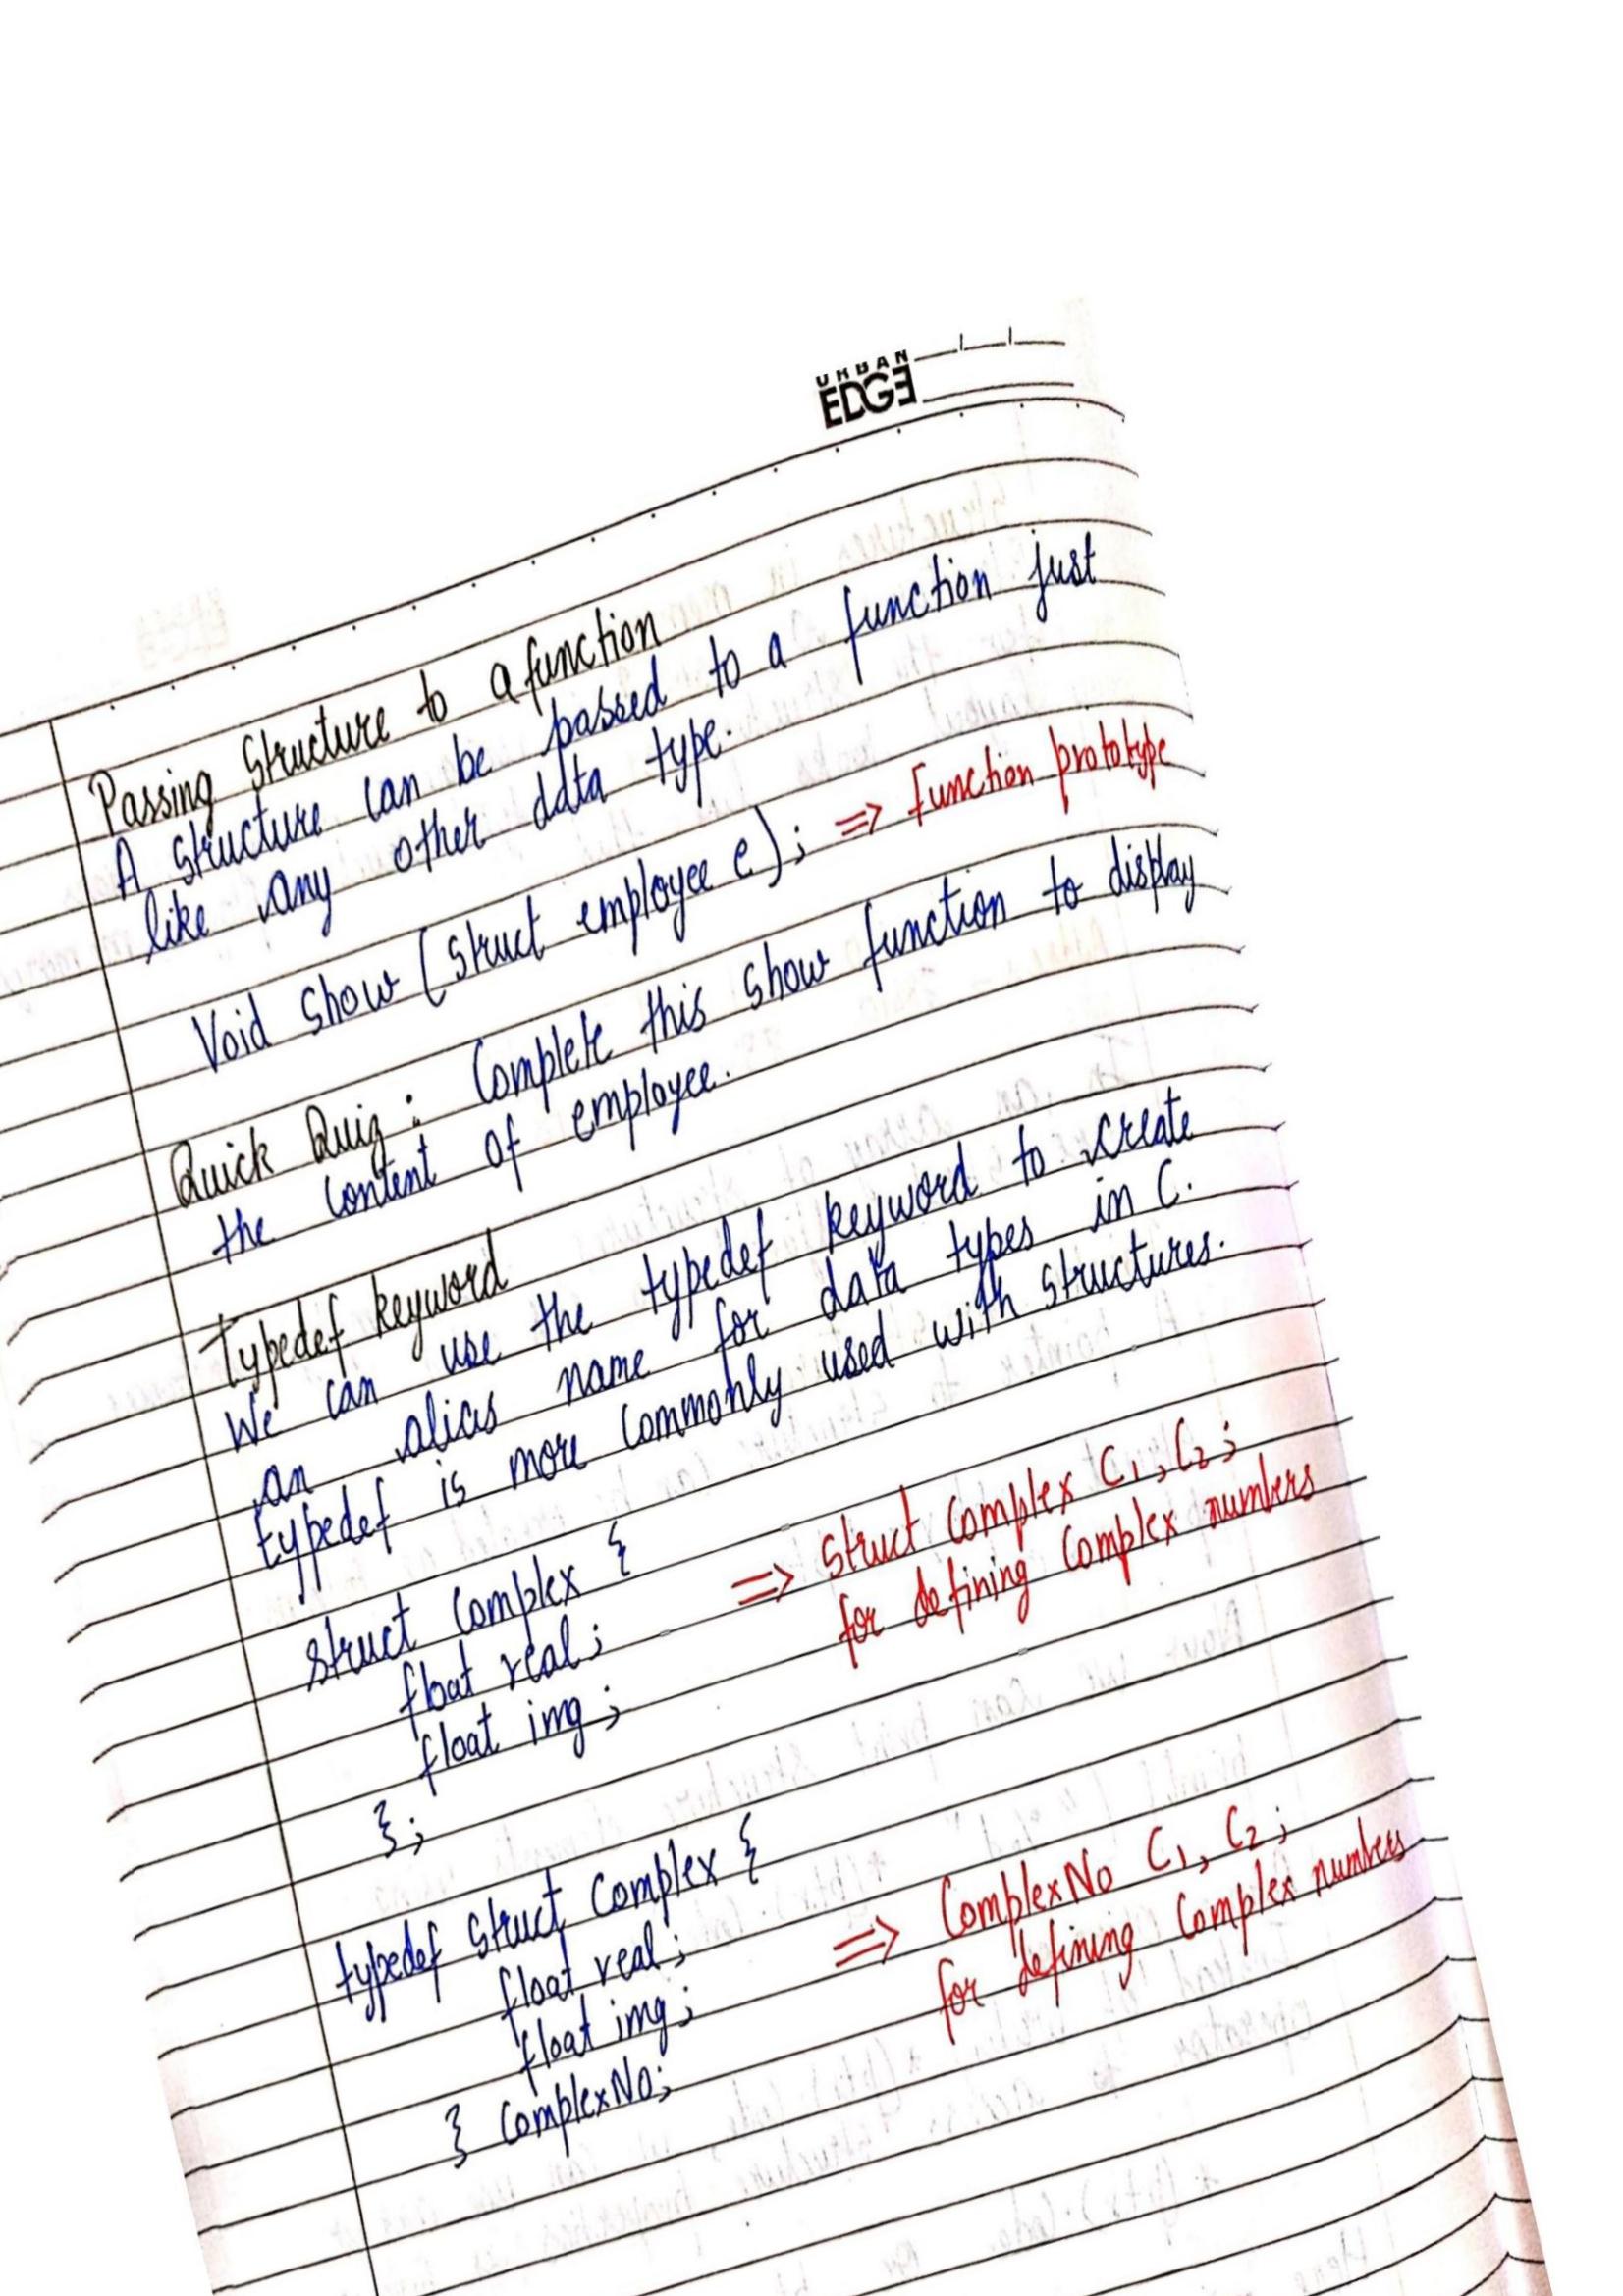 URBAN
EDGE
Passing Structure to a function
A structure can be passed to a function just
like any other data type.
Void Show (Struct employee e); => function prototype
Quick Quiz : Complete this show function to display
the content of employee.
Typedef keyword
We can use the typedef keyword to create
an alias name for data types in C.
typedef is more commonly used with structures.
struct Complex { => Struct Complex C1, C2;
float real; for defining Complex numbers
float img;
};
typedef struct Complex { => ComplexNo C1, C2;
float real; for defining Complex numbers
float img;
} ComplexNo;